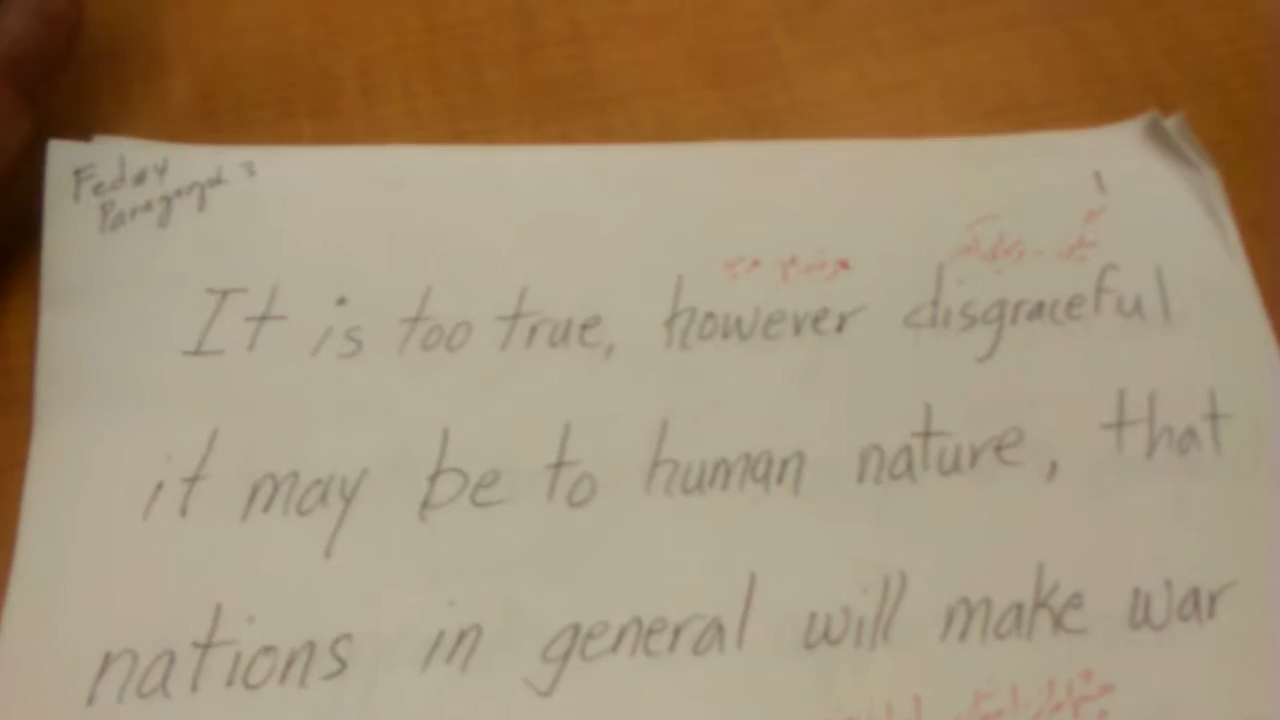 Paragraph 3
It is too true, however disgraceful
it may be to human nature, that
nations in general will make war